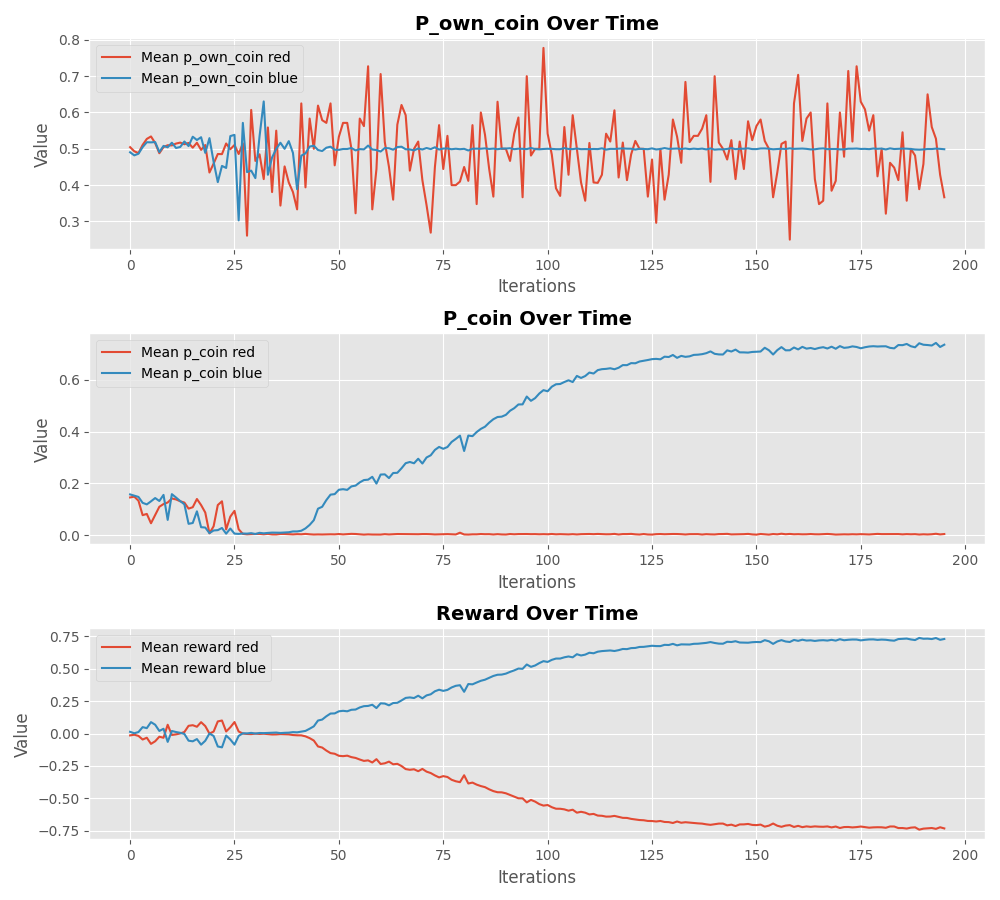 P_own_coin Over Time
Mean p_own_coin red
Mean p_own_coin blue
Value
0.8
0.7
0.6
0.5
0.4
0.3
0 25 50 75 100 125 150 175 200
Iterations
P_coin Over Time
Mean p_coin red
Mean p_coin blue
Value
0.6
0.4
0.2
0.0
0 25 50 75 100 125 150 175 200
Iterations
Reward Over Time
Mean reward red
Mean reward blue
Value
0.75
0.50
0.25
0.00
−0.25
−0.50
−0.75
0 25 50 75 100 125 150 175 200
Iterations